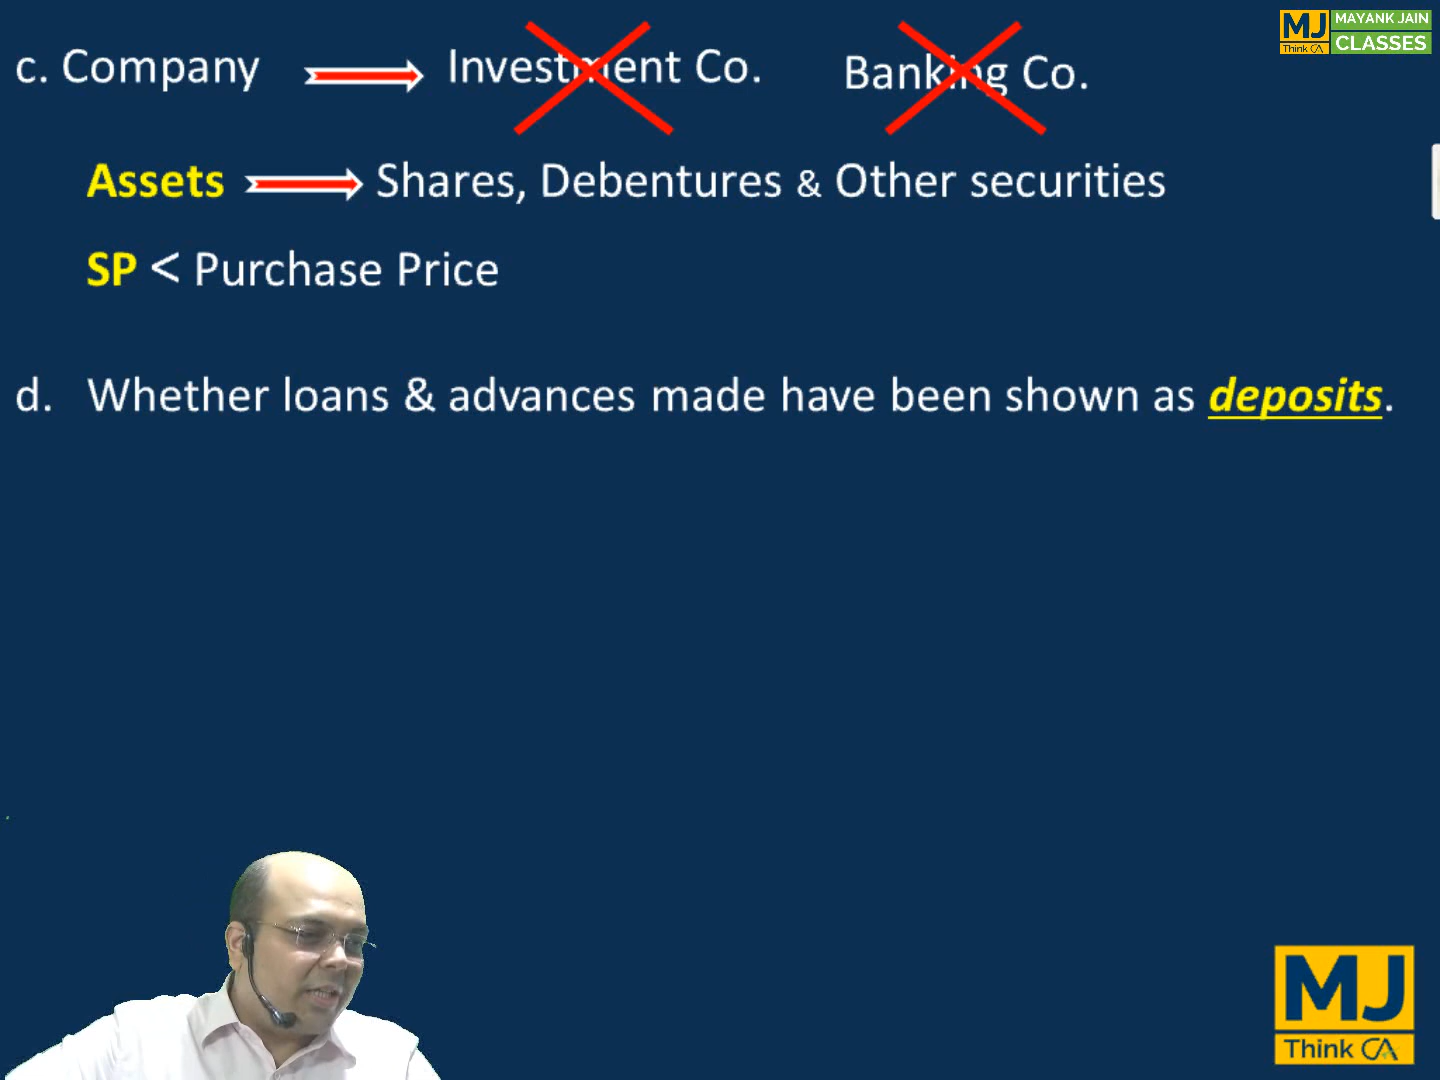 MJ MAYANK JAIN
Think CA CLASSES
c. Company Investment Co. Banking Co.
Assets Shares, Debentures & Other securities
SP < Purchase Price
d. Whether loans & advances made have been shown as deposits.
MJ
Think CA